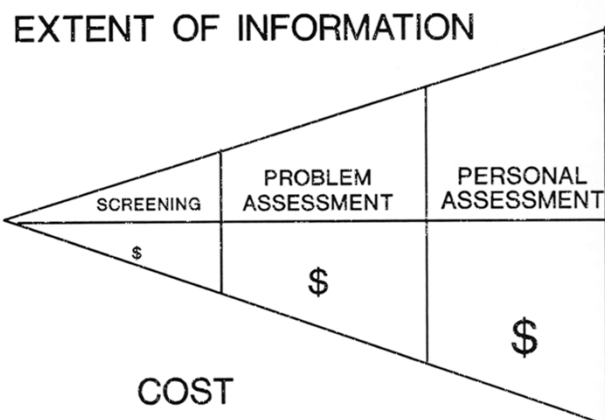 EXTENT OF INFORMATION
SCREENING
PROBLEM
ASSESSMENT
PERSONAL
ASSESSMENT
$
$
$
COST